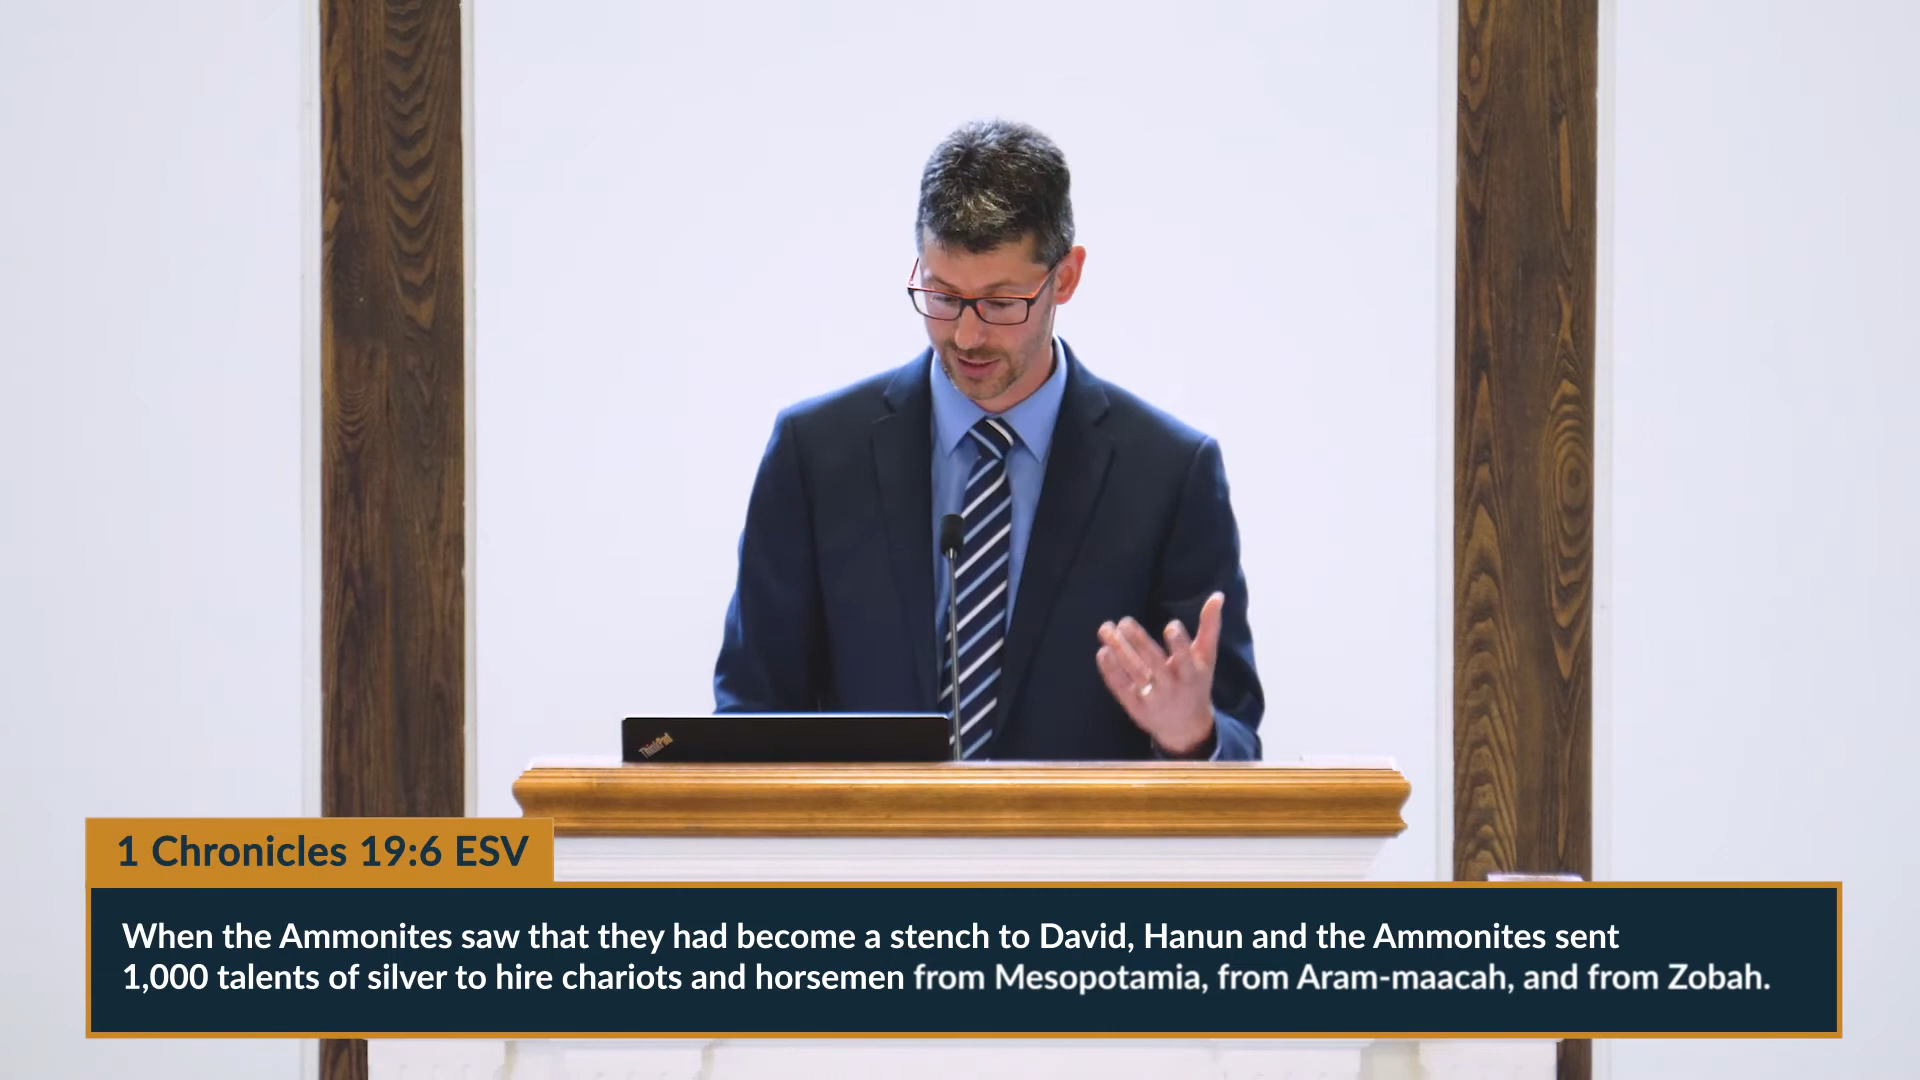 ThinkPad
1 Chronicles 19:6 ESV
When the Ammonites saw that they had become a stench to David, Hanun and the Ammonites sent
1,000 talents of silver to hire chariots and horsemen from Mesopotamia, from Aram-maacah, and from Zobah.